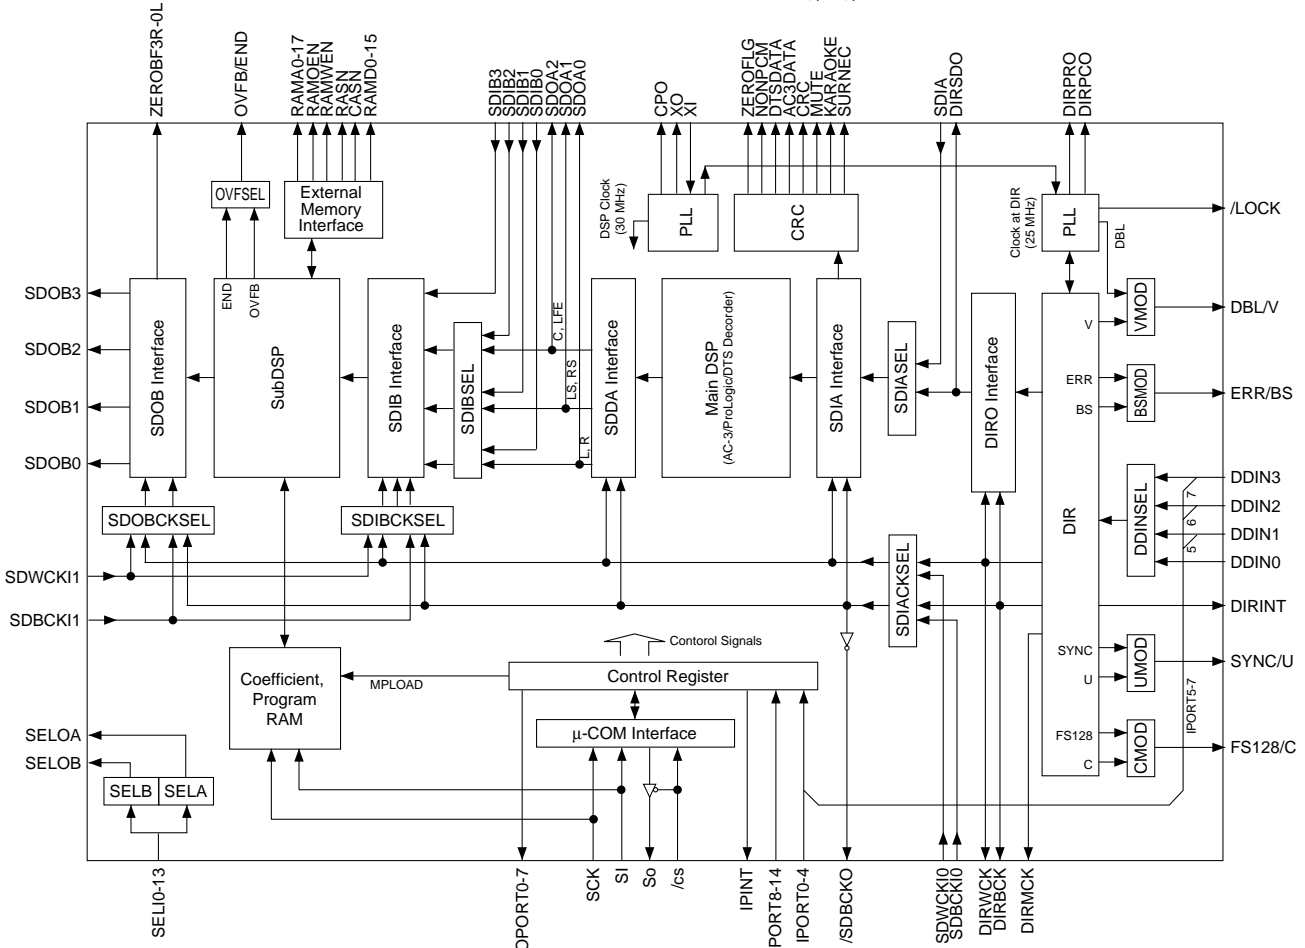 ZEROBF3R-0L
OVFB/END
RAMA0-17
RAMOEN
RAMWEN
RASN
CASN
RAMD0-15
SDIB3
SDIB2
SDIB1
SDIB0
SDOA2
SDOA1
SDOA0
CPO
XO
XI
ZEROFLG
NONPCM
DTSDATA
AC3DATA
CRC
MUTE
KARAOKE
SURNEC
SDIA
DIRSDO
DIRPRO
DIRPCO
OVFSEL
External
Memory
Interface
DSP Clock
(30 MHz)
PLL
CRC
Clock at DIR
(25 MHz)
PLL
DBL
/LOCK
SDOB3
SDOB2
SDOB1
SDOB0
SDOB Interface
END
OVFB
SubDSP
SDIB Interface
SDIBSEL
C, LFE
LS, RS
L, R
SDDA Interface
Main DSP
(AC-3/ProLogic/DTS Decorder)
SDIA Interface
SDIASEL
DIRO Interface
DIR
V
VMOD
DBL/V
ERR
BS
BSMOD
ERR/BS
DDINSEL
7
6
5
DDIN3
DDIN2
DDIN1
DDIN0
SDOBCKSEL
SDIBCKSEL
SDIACKSEL
SDWCKI1
SDBCKI1
DIRINT
Contorol Signals
Coefficient,
Program
RAM
MPLOAD
Control Register
μ-COM Interface
SYNC
U
UMOD
SYNC/U
IPORT5-7
FS128
C
CMOD
FS128/C
SELOA
SELOB
SELB
SELA
SELI0-13
OPORT0-7
SCK
SI
So
/cs
IPINT
PORT8-14
IPORT0-4
/SDBCKO
SDWCKI0
SDBCKI0
DIRWCK
DIRBCK
DIRMCK